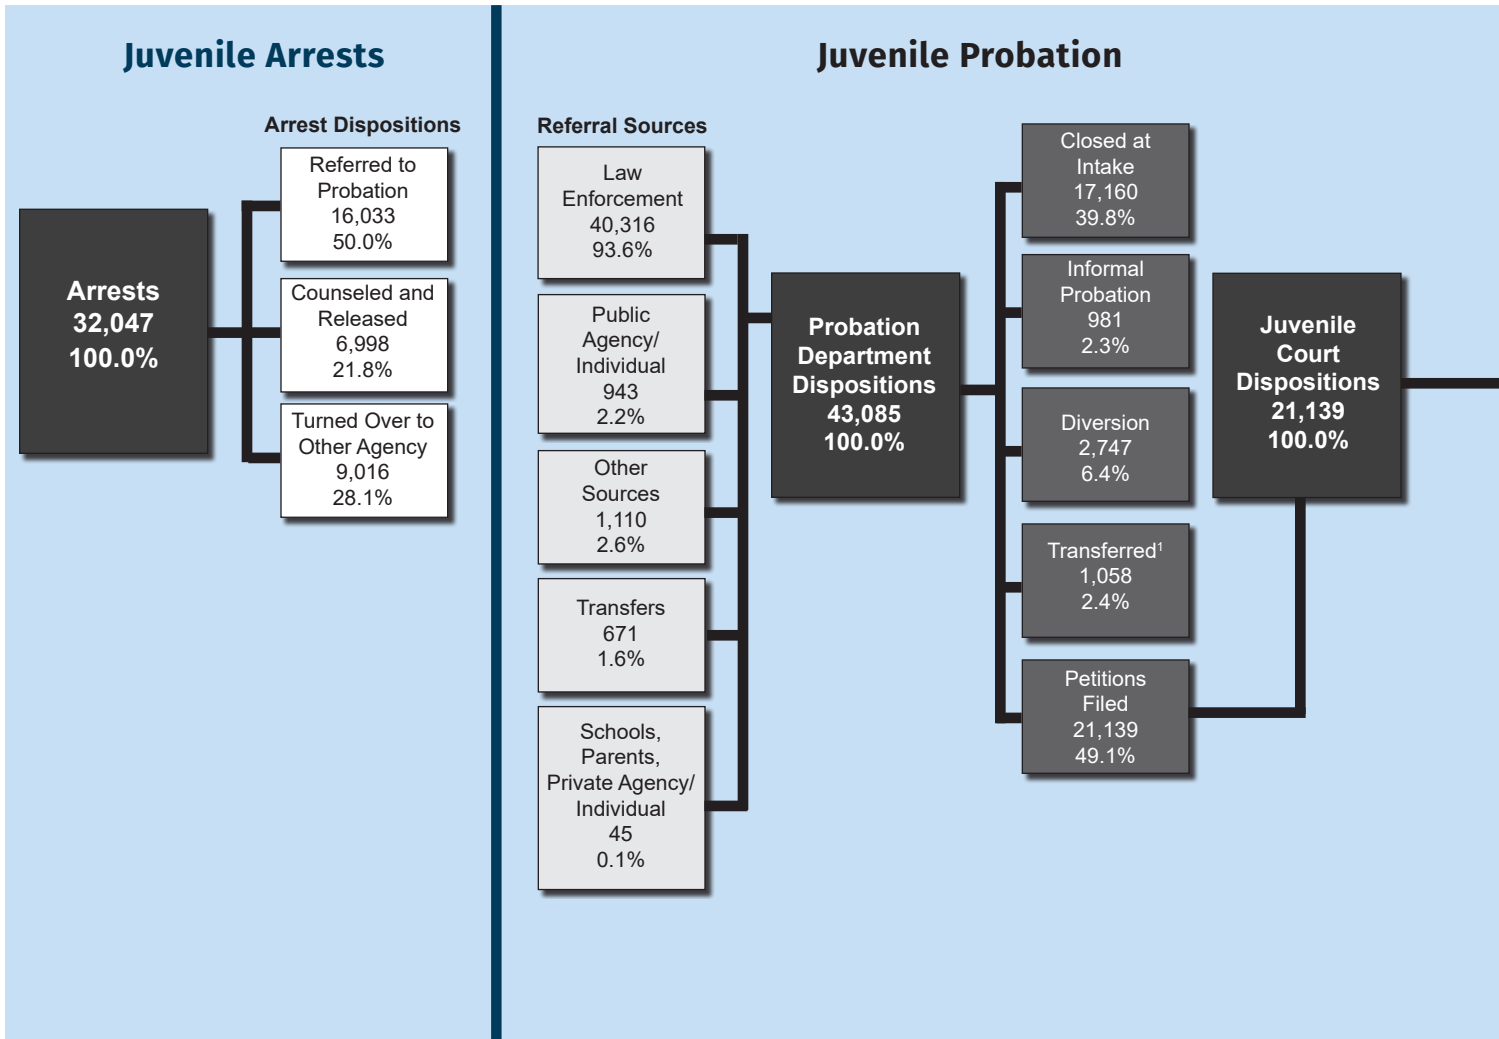 Juvenile Arrests
Arrest Dispositions
Arrests
32,047
100.0%
Referred to
Probation
16,033
50.0%
Counseled and
Released
6,998
21.8%
Turned Over to
Other Agency
9,016
28.1%
Juvenile Probation
Referral Sources
Law
Enforcement
40,316
93.6%
Public
Agency/
Individual
943
2.2%
Other
Sources
1,110
2.6%
Transfers
671
1.6%
Schools,
Parents,
Private Agency/
Individual
45
0.1%
Probation
Department
Dispositions
43,085
100.0%
Closed at
Intake
17,160
39.8%
Informal
Probation
981
2.3%
Diversion
2,747
6.4%
Transferred¹
1,058
2.4%
Petitions
Filed
21,139
49.1%
Juvenile
Court
Dispositions
21,139
100.0%